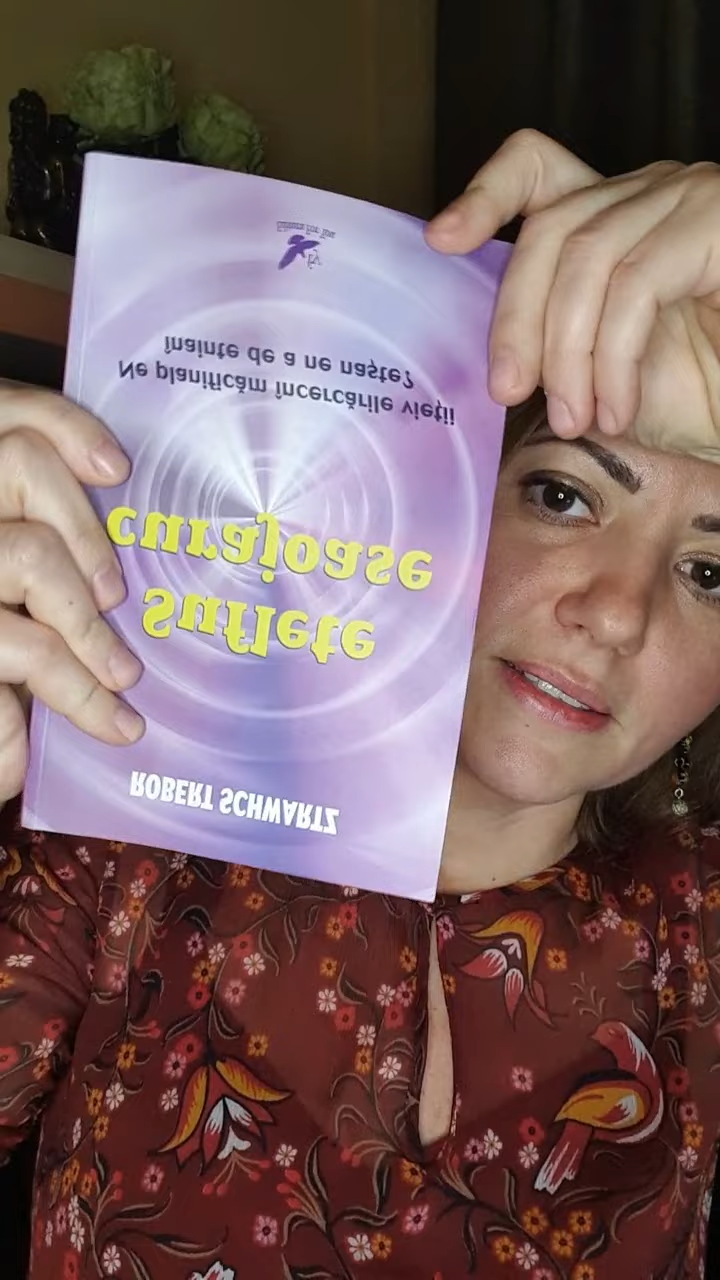 ROBERT SCHWARTZ
Suflete
curajoase
Ne planificăm încercările vieții
înainte de a ne naște?